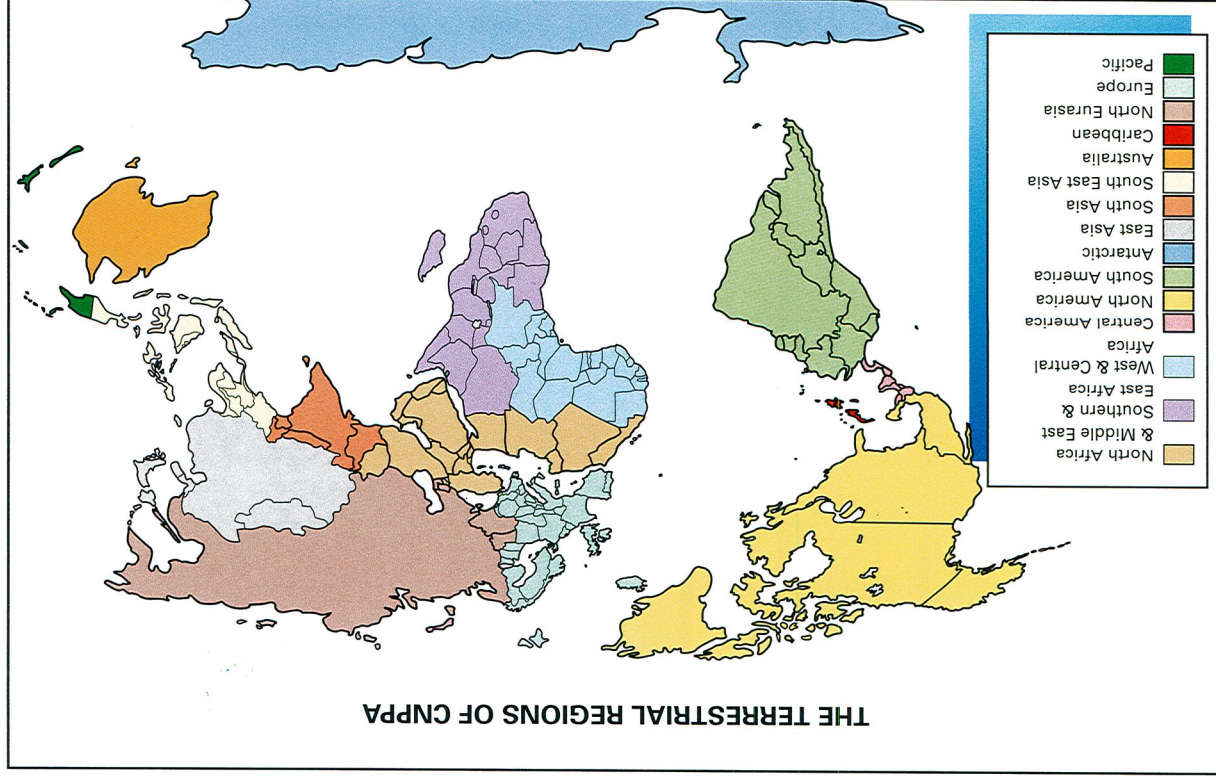 THE TERRESTRIAL REGIONS OF CNPPA
North Africa
& Middle East
Southern &
East Africa
West & Central
Africa
Central America
North America
South America
Antarctic
East Asia
South Asia
South East Asia
Australia
Caribbean
North Eurasia
Europe
Pacific